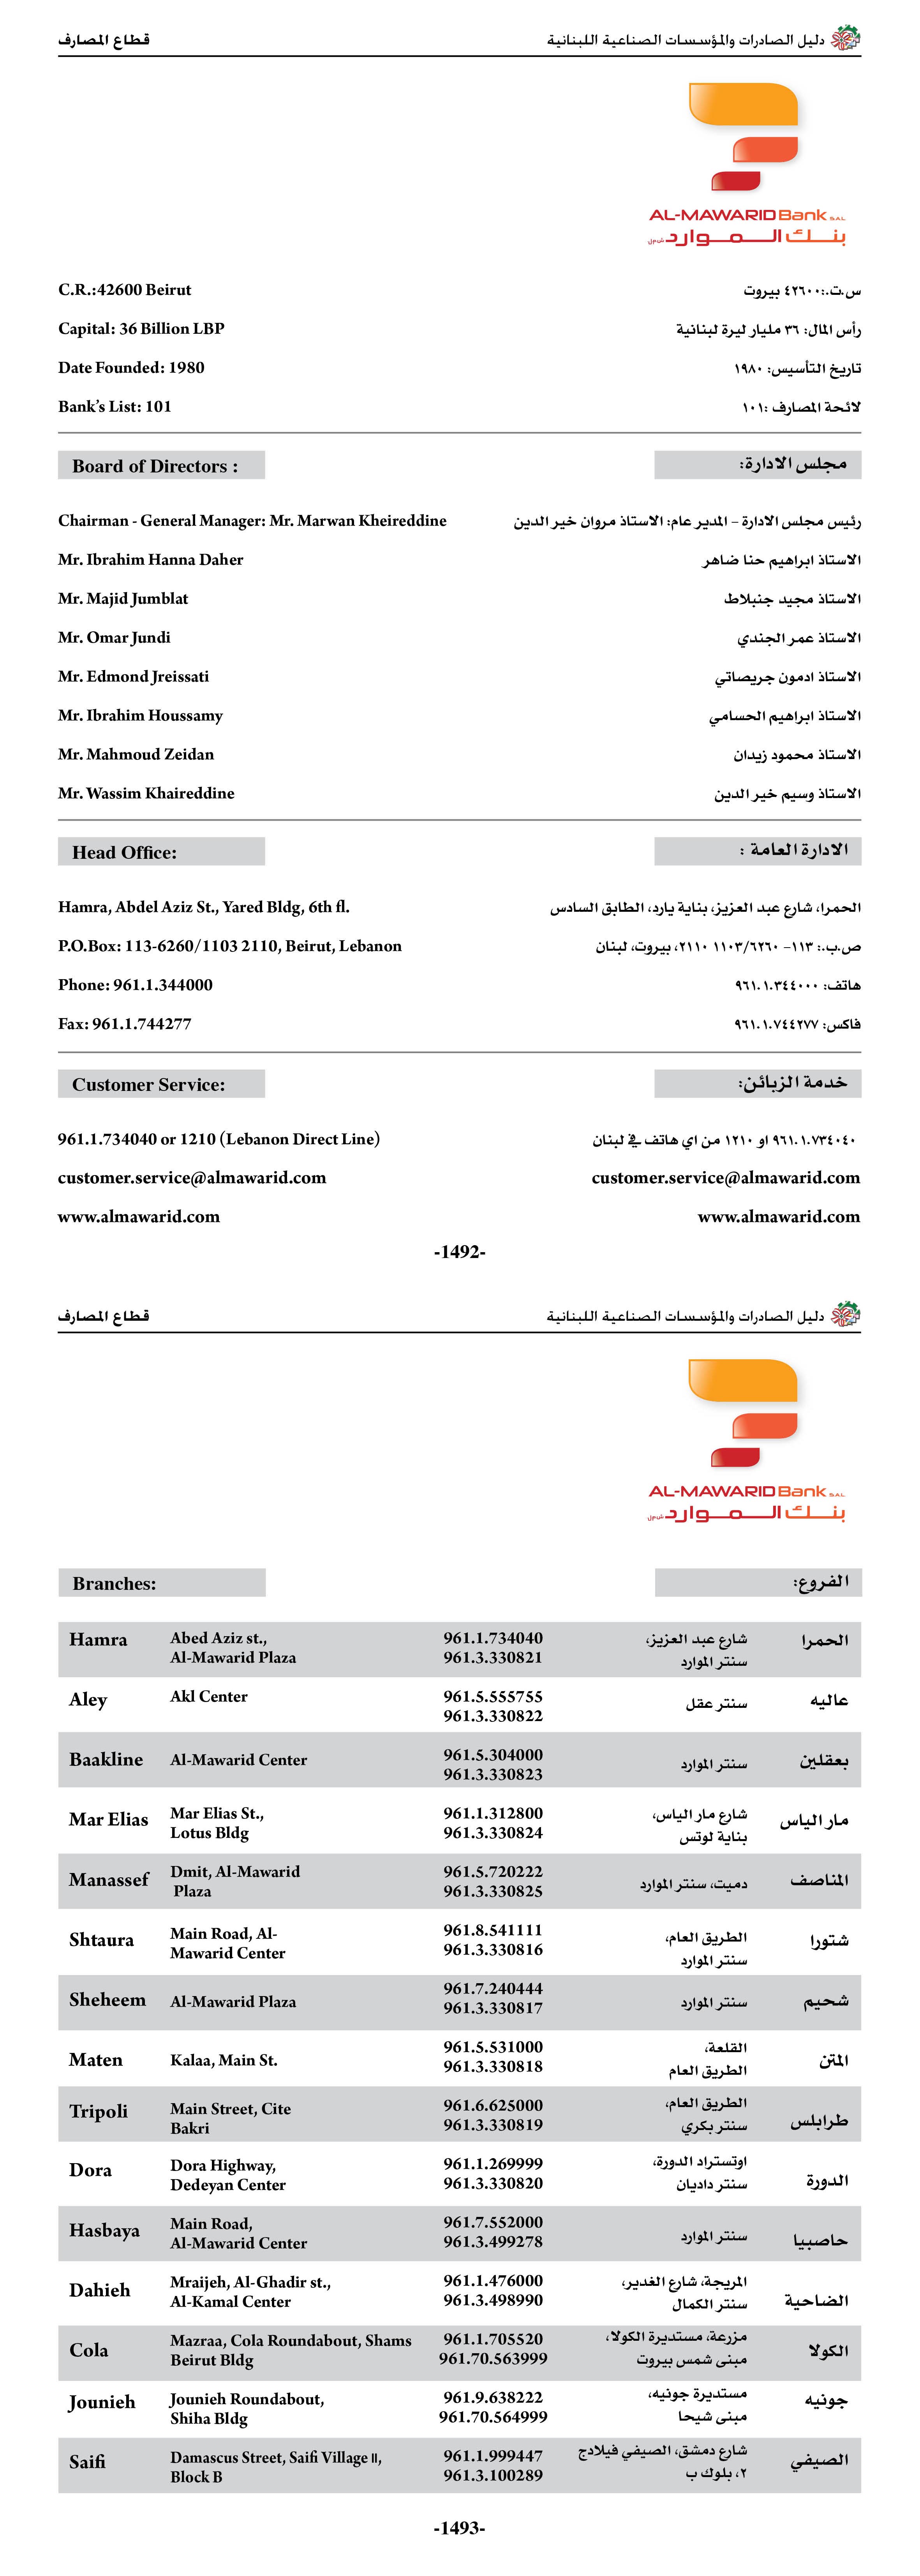 دليل الصادرات والمؤسسات الصناعية اللبنانية
قطاع المصارف
AL-MAWARID Bank S.A.L.
بنك الموارد ش.م.ل
C.R.:42600 Beirut
س.ت.:٤٢٦٠٠ بيروت
Capital: 36 Billion LBP
رأس المال: ٣٦ مليار ليرة لبنانية
Date Founded: 1980
تاريخ التأسيس: ١٩٨٠
Bank's List: 101
لائحة المصارف :١٠١
Board of Directors :
مجلس الادارة:
Chairman - General Manager: Mr. Marwan Kheireddine
رئيس مجلس الادارة – المدير عام: الاستاذ مروان خير الدين
Mr. Ibrahim Hanna Daher
الاستاذ ابراهيم حنا ضاهر
Mr. Majid Jumblat
الاستاذ مجيد جنبلاط
Mr. Omar Jundi
الاستاذ عمر الجندي
Mr. Edmond Jreissati
الاستاذ ادمون جريصاتي
Mr. Ibrahim Houssamy
الاستاذ ابراهيم الحسامي
Mr. Mahmoud Zeidan
الاستاذ محمود زيدان
Mr. Wassim Khaireddine
الاستاذ وسيم خير الدين
Head Office:
الادارة العامة :
Hamra, Abdel Aziz St., Yared Bldg, 6th fl.
الحمرا، شارع عبد العزيز، بناية يارد، الطابق السادس
P.O.Box: 113-6260/1103 2110, Beirut, Lebanon
ص.ب.: ١١٣– ١١٠٣/٦٢٦٠ ٢١١٠، بيروت، لبنان
Phone: 961.1.344000
هاتف: ٩٦١.١.٣٤٤٠٠٠
Fax: 961.1.744277
فاكس: ٩٦١.١.٧٤٤٢٧٧
Customer Service:
خدمة الزبائن:
961.1.734040 or 1210 (Lebanon Direct Line)
٩٦١.١.٧٣٤٠٤٠ او ١٢١٠ من اي هاتف في لبنان
customer.service@almawarid.com
customer.service@almawarid.com
www.almawarid.com
www.almawarid.com
-1492-
دليل الصادرات والمؤسسات الصناعية اللبنانية
قطاع المصارف
AL-MAWARID Bank S.A.L.
بنك الموارد ش.م.ل
Branches:
الفروع:
Hamra
Abed Aziz st.,
Al-Mawarid Plaza
961.1.734040
961.3.330821
شارع عبد العزيز،
سنتر الموارد
الحمرا
Aley
Akl Center
961.5.555755
961.3.330822
سنتر عقل
عاليه
Baakline
Al-Mawarid Center
961.5.304000
961.3.330823
سنتر الموارد
بعقلين
Mar Elias
Mar Elias St.,
Lotus Bldg
961.1.312800
961.3.330824
شارع مار الياس،
بناية لوتس
مار الياس
Manassef
Dmit, Al-Mawarid
Plaza
961.5.720222
961.3.330825
دميت، سنتر الموارد
المناصف
Shtaura
Main Road, Al-
Mawarid Center
961.8.541111
961.3.330816
الطريق العام،
سنتر الموارد
شتورا
Sheheem
Al-Mawarid Plaza
961.7.240444
961.3.330817
سنتر الموارد
شحيم
Maten
Kalaa, Main St.
961.5.531000
961.3.330818
القلعة،
الطريق العام
المتن
Tripoli
Main Street, Cite
Bakri
961.6.625000
961.3.330819
الطريق العام،
سنتر بكري
طرابلس
Dora
Dora Highway,
Dedeyan Center
961.1.269999
961.3.330820
اوتستراد الدورة،
سنتر داديان
الدورة
Hasbaya
Main Road,
Al-Mawarid Center
961.7.552000
961.3.499278
سنتر الموارد
حاصبيا
Dahieh
Mraijeh, Al-Ghadir st.,
Al-Kamal Center
961.1.476000
961.3.498990
المريجة، شارع الغدير،
سنتر الكمال
الضاحية
Cola
Mazraa, Cola Roundabout, Shams
Beirut Bldg
961.1.705520
961.70.563999
مزرعة، مستديرة الكولا،
مبنى شمس بيروت
الكولا
Jounieh
Jounieh Roundabout,
Shiha Bldg
961.9.638222
961.70.564999
مستديرة جونيه،
مبنى شيحا
جونيه
Saifi
Damascus Street, Saifi Village II,
Block B
961.1.999447
961.3.100289
شارع دمشق، الصيفي فيلادج
٢، بلوك ب
الصيفي
-1493-